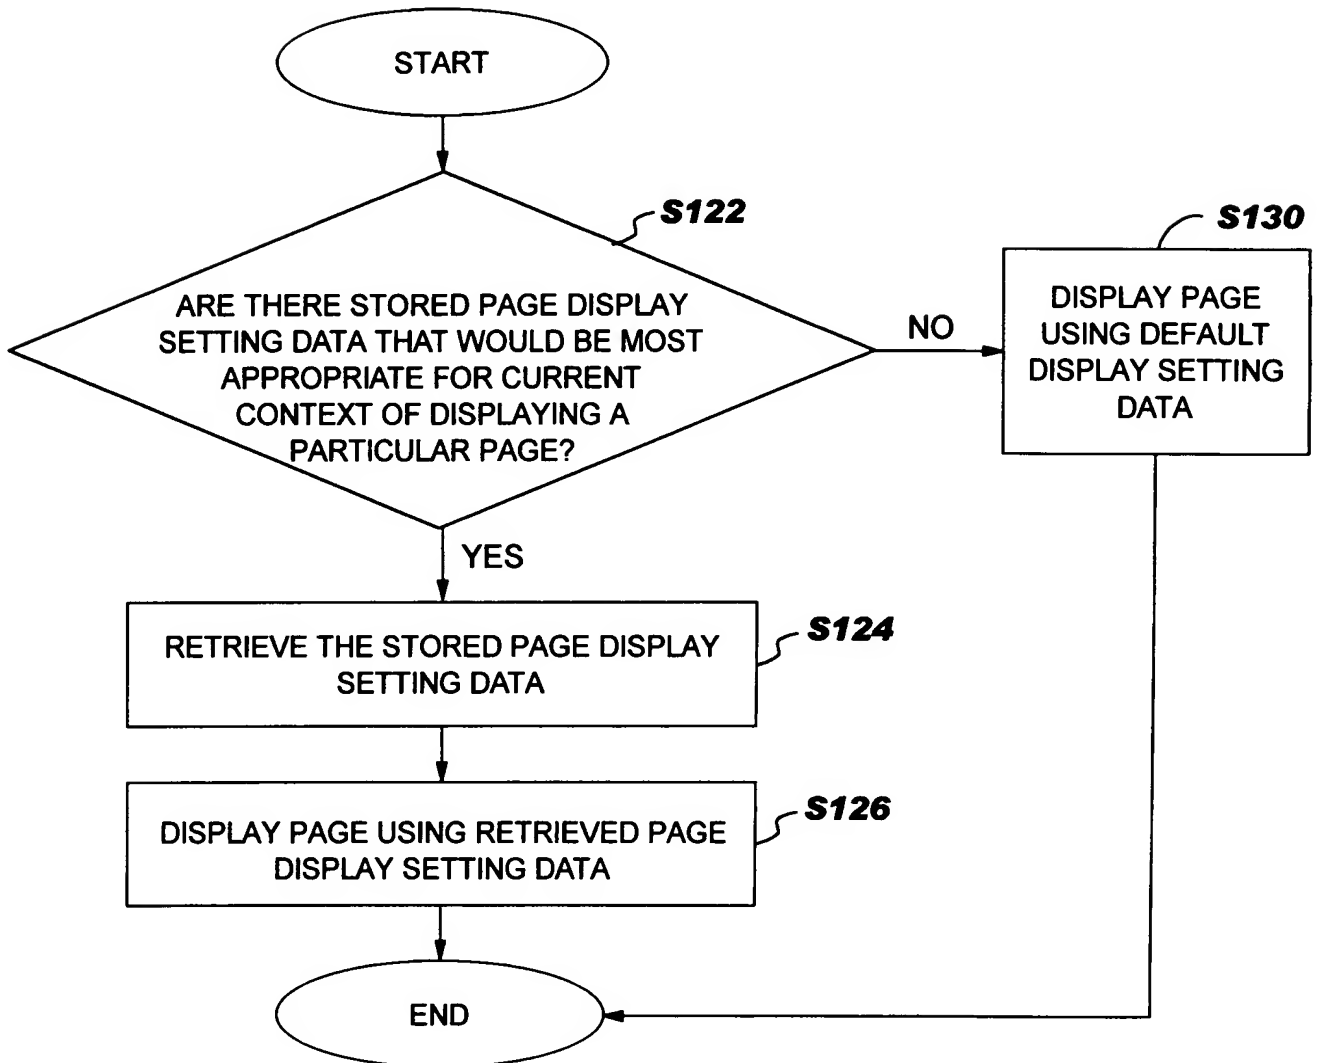 START
S122
S130
ARE THERE STORED PAGE DISPLAY
SETTING DATA THAT WOULD BE MOST
APPROPRIATE FOR CURRENT
CONTEXT OF DISPLAYING A
PARTICULAR PAGE?
NO
DISPLAY PAGE
USING DEFAULT
DISPLAY SETTING
DATA
YES
S124
RETRIEVE THE STORED PAGE DISPLAY
SETTING DATA
S126
DISPLAY PAGE USING RETRIEVED PAGE
DISPLAY SETTING DATA
END